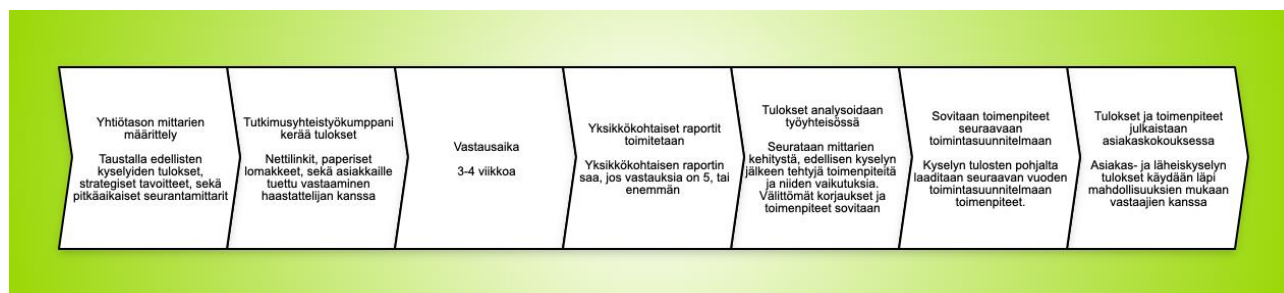 Yhtiötason mittarien
määrittely
Taustalla edellisten
kyselyiden tulokset,
strategiset tavoitteet, sekä
pitkäaikaiset seurantamittarit
Tutkimusyhteistyökumppani
kerää tulokset
Nettilinkit, paperiset
lomakkeet, sekä asiakkaille
tuettu vastaaminen
haastattelijan kanssa
Vastausaika
3-4 viikkoa
Yksikkökohtaiset raportit
toimitetaan
Yksikkökohtaisen raportin
saa, jos vastauksia on 5, tai
enemmän
Tulokset analysoidaan
työyhteisössä
Seurataan mittarien
kehitystä, edellisen kyselyn
jälkeen tehtyjä toimenpiteitä
ja niiden vaikutuksia.
Välittömät korjaukset ja
toimenpiteet sovitaan
Sovitaan toimenpiteet
seuraavaan
toimintasuunnitelmaan
Kyselyn tulosten pohjalta
laaditaan seuraavan vuoden
toimintasuunnitelmaan
toimenpiteet.
Tulokset ja toimenpiteet
julkaistaan
asiakaskokouksessa
Asiakas- ja läheiskyselyn
tulokset käydään läpi
mahdollisuuksien mukaan
vastaajien kanssa